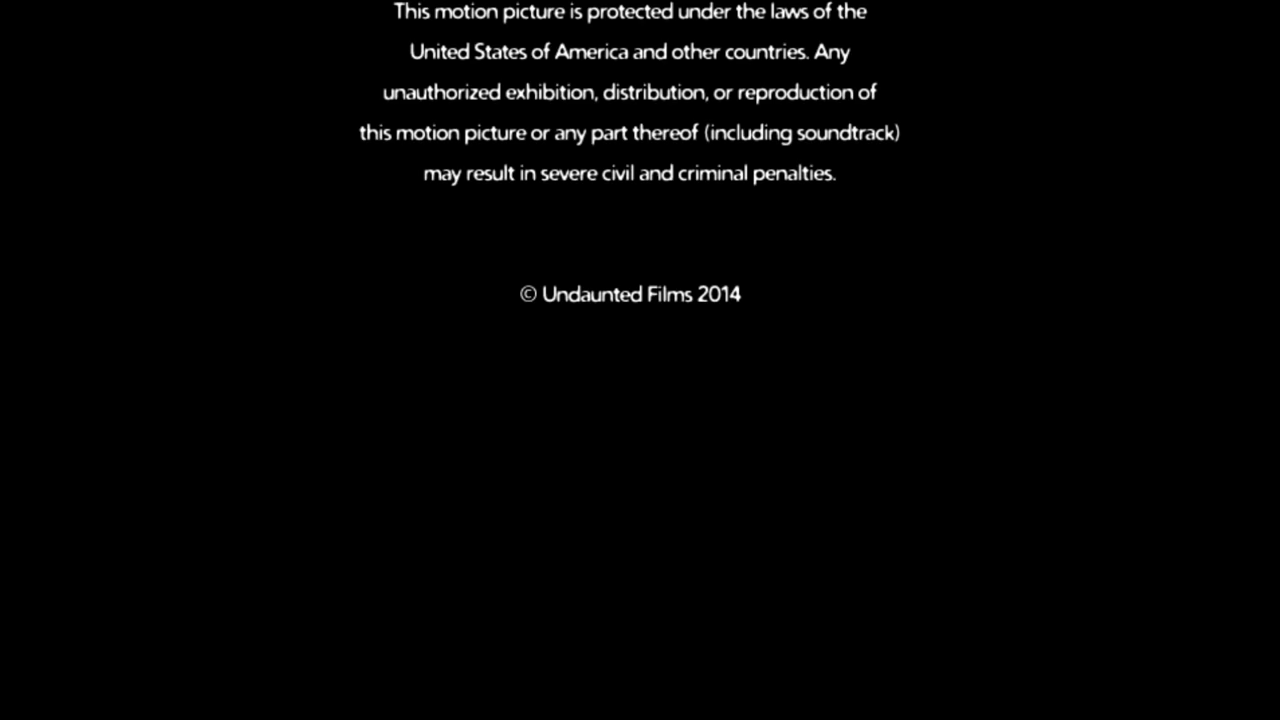 This motion picture is protected under the laws of the
United States of America and other countries. Any
unauthorized exhibition, distribution, or reproduction of
this motion picture or any part thereof (including soundtrack)
may result in severe civil and criminal penalties.
© Undaunted Films 2014